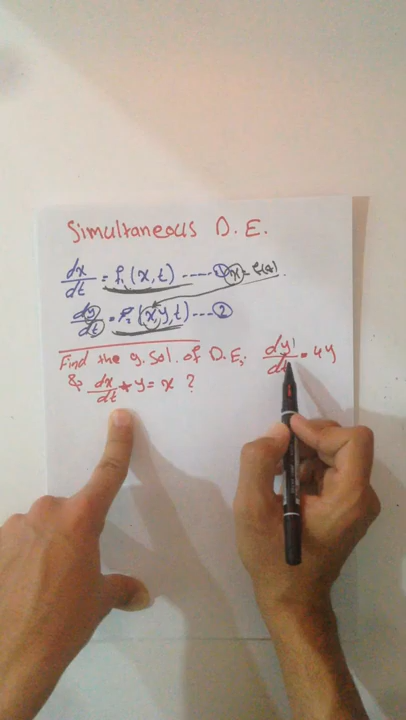 Simultaneous D.E.
dx/dt = f₁(x,t) ----- ① x = f(t).
dy/dt = f₂(x,y,t) --- ②
Find the g. Sol. of D.E, dy/dt = 4y
& dx/dt + y = x ?